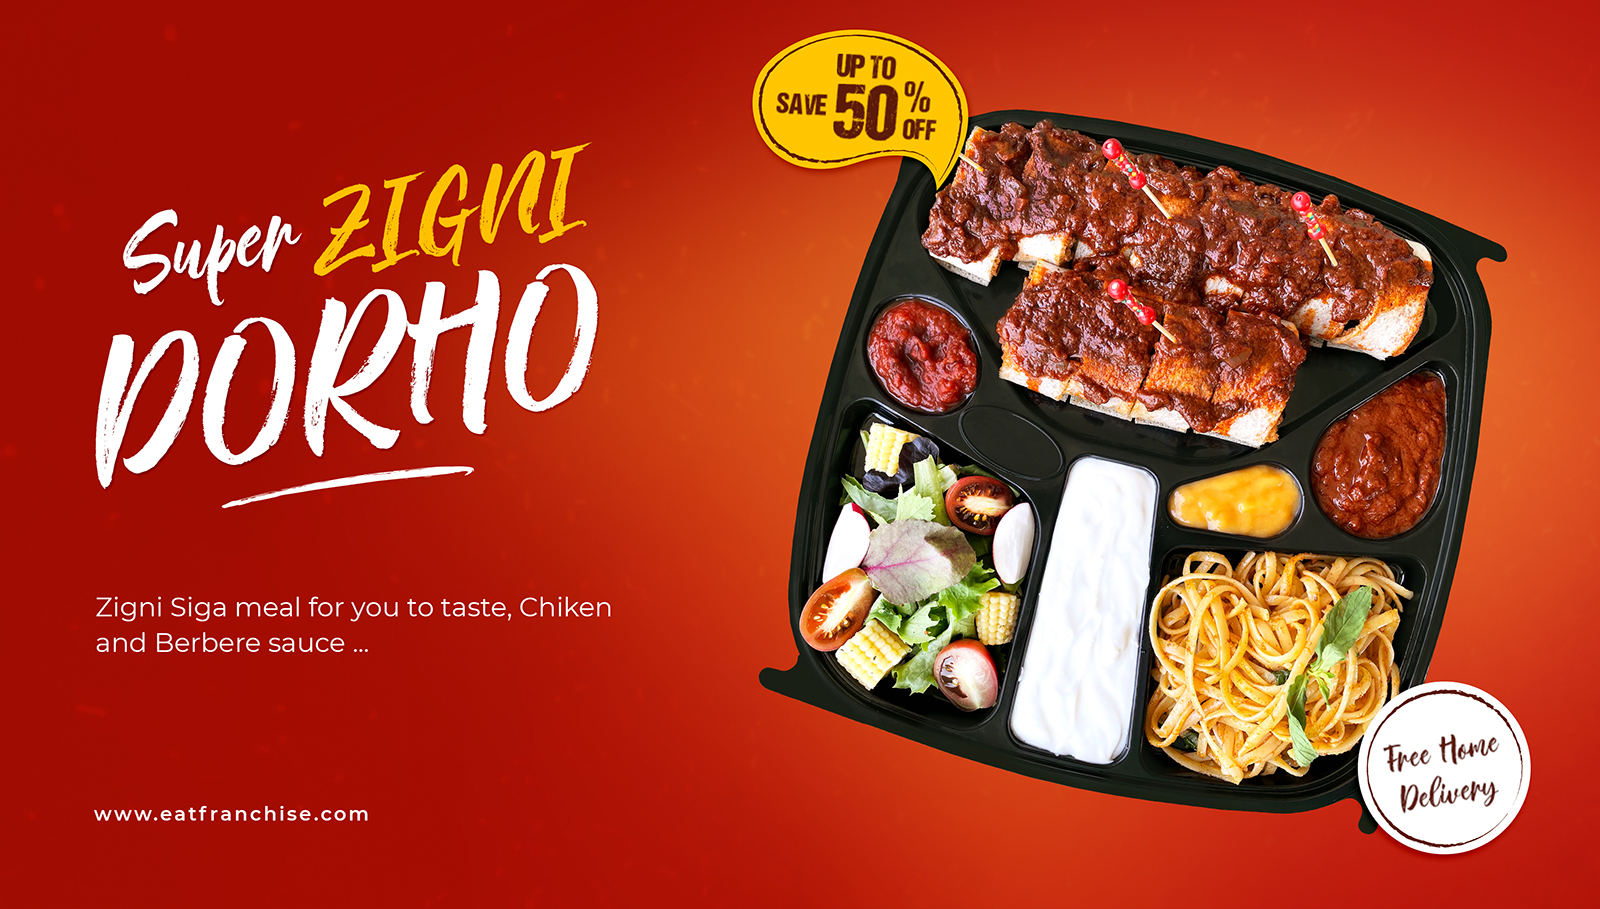 Super ZIGNI
DORHO
Zigni Siga meal for you to taste, Chiken
and Berbere sauce ...
www.eatfranchise.com
UP TO
SAVE 50% OFF
Free Home
Delivery